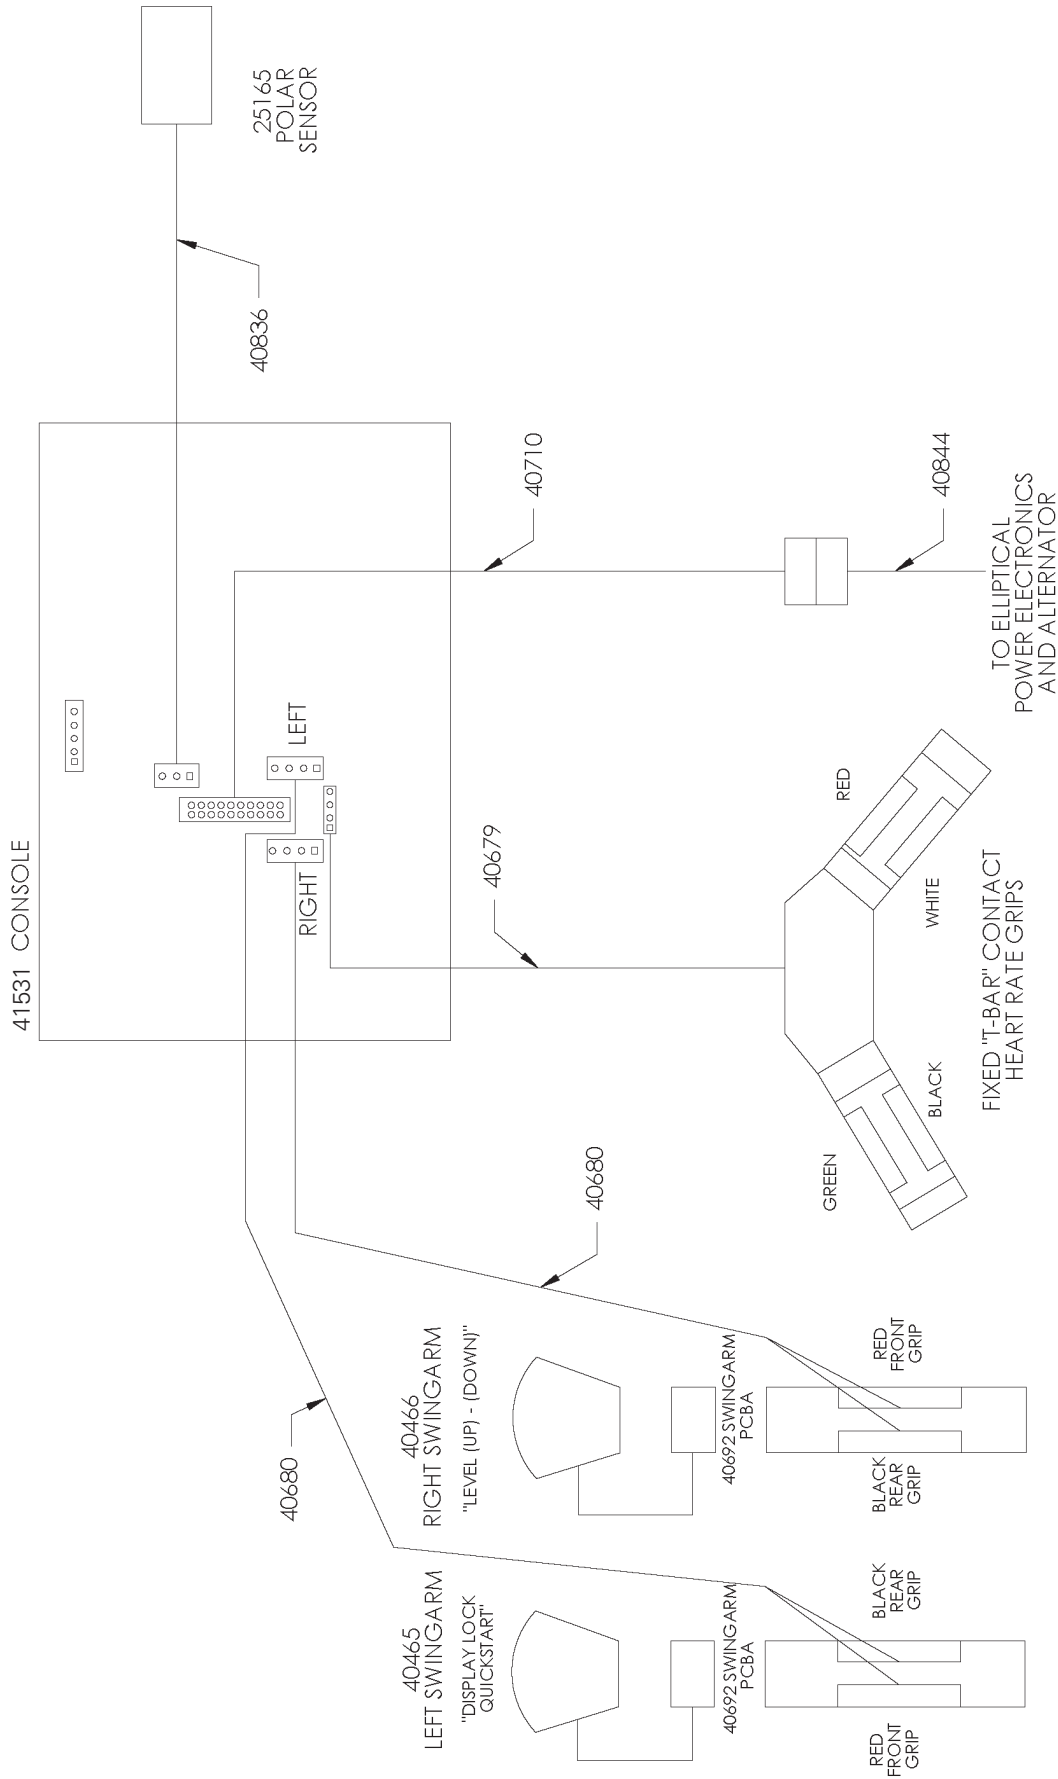 41531 CONSOLE
25165
POLAR
SENSOR
40836
LEFT
RIGHT
40710
40844
TO ELLIPTICAL
POWER ELECTRONICS
AND ALTERNATOR
40679
RED
WHITE
GREEN
BLACK
FIXED "T-BAR" CONTACT
HEART RATE GRIPS
40680
40680
40466
RIGHT SWINGARM
"LEVEL (UP) - (DOWN)"
40692 SWINGARM
PCBA
RED
FRONT
GRIP
BLACK
REAR
GRIP
40465
LEFT SWINGARM
"DISPLAY LOCK
QUICKSTART"
40692 SWINGARM
PCBA
BLACK
REAR
GRIP
RED
FRONT
GRIP